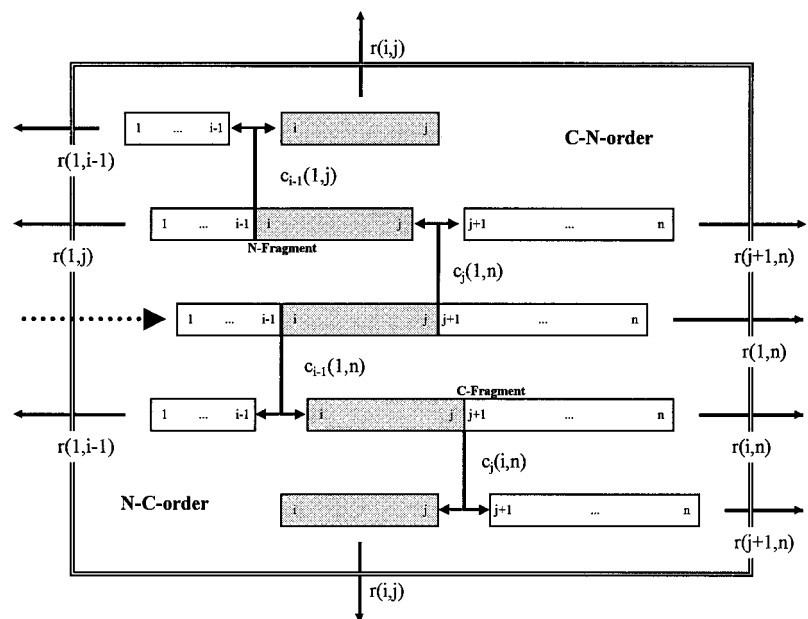 r(i,j)
1 ... i-1 i j
C-N-order
r(1,i-1)
c_{i-1}(1,j)
1 ... i-1 i j j+1 ... n
N-Fragment
r(1,j)
r(j+1,n)
c_j(1,n)
1 ... i-1 i j j+1 ... n
r(1,n)
c_{i-1}(1,n)
C-Fragment
1 ... i-1 i j j+1 ... n
r(1,i-1)
r(i,n)
c_j(i,n)
N-C-order
i j j+1 ... n
r(j+1,n)
r(i,j)